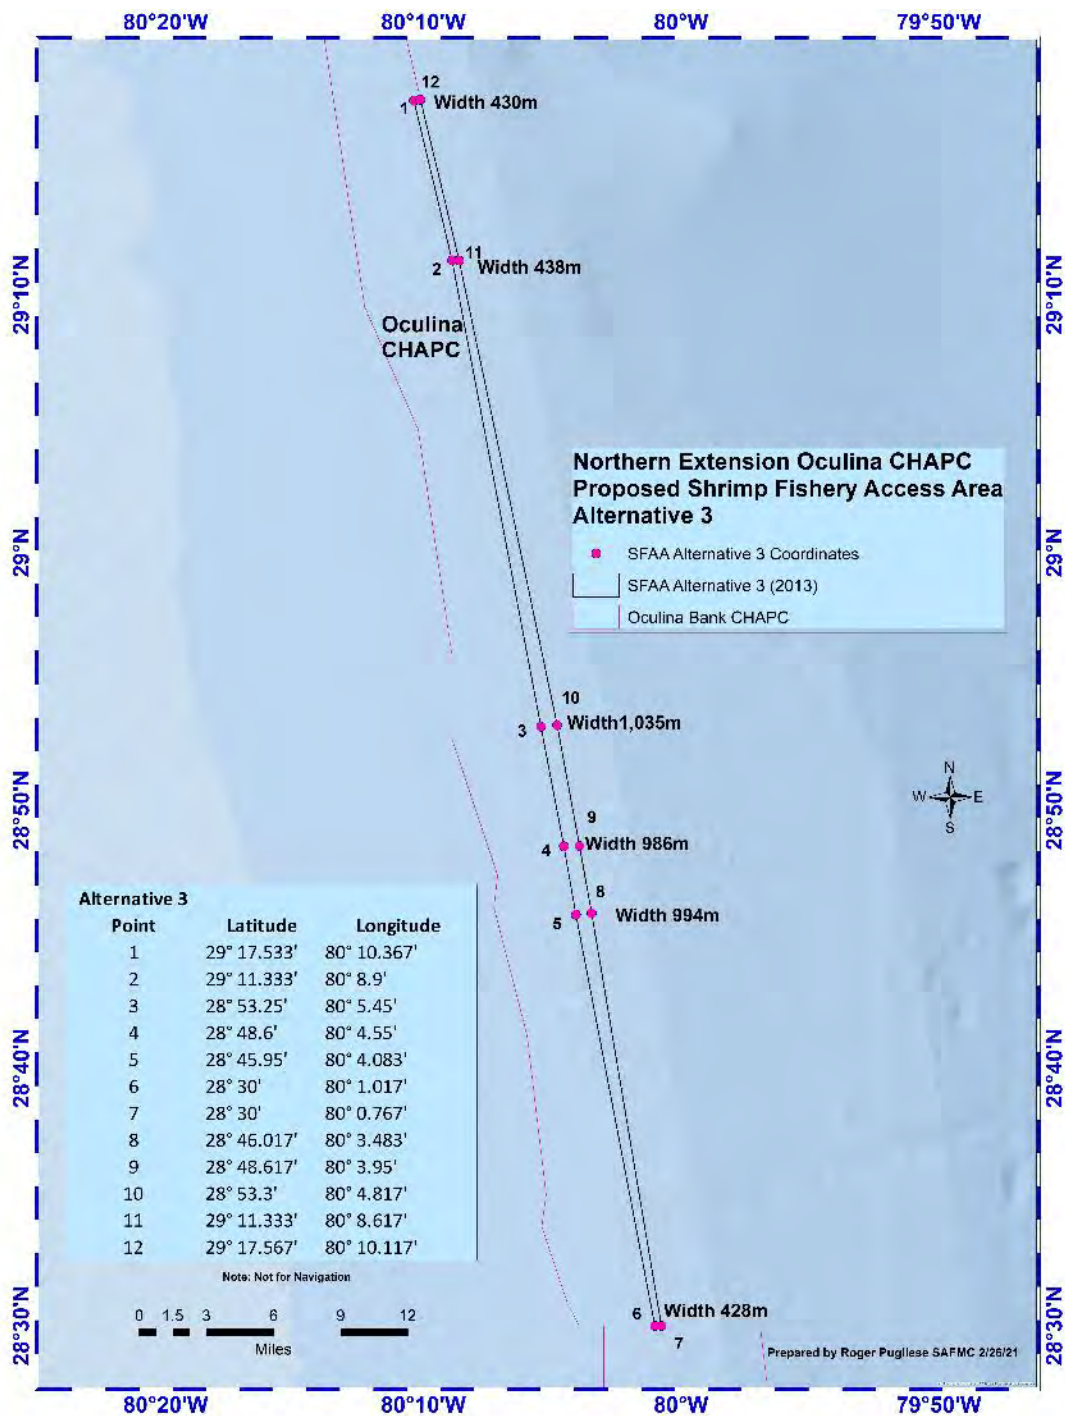 80°20'W 80°10'W 80°0'W 79°50'W
12
1 Width 430m
11
2 Width 438m
29°10'N 29°10'N
Oculina
CHAPC
Northern Extension Oculina CHAPC
Proposed Shrimp Fishery Access Area
Alternative 3
SFAA Alternative 3 Coordinates
SFAA Alternative 3 (2013)
Oculina Bank CHAPC
29°N 29°N
10
3 Width1,035m
N
W E
S
28°50'N 28°50'N
9
4 Width 986m
8
5 Width 994m
Alternative 3
Point Latitude Longitude
1 29° 17.533' 80° 10.367'
2 29° 11.333' 80° 8.9'
3 28° 53.25' 80° 5.45'
4 28° 48.6' 80° 4.55'
5 28° 45.95' 80° 4.083'
6 28° 30' 80° 1.017'
7 28° 30' 80° 0.767'
8 28° 46.017' 80° 3.483'
9 28° 48.617' 80° 3.95'
10 28° 53.3' 80° 4.817'
11 29° 11.333' 80° 8.617'
12 29° 17.567' 80° 10.117'
28°40'N 28°40'N
Note: Not for Navigation
0 1.5 3 6 9 12
Miles
28°30'N 28°30'N
6 Width 428m
7
Prepared by Roger Pugliese SAFMC 2/26/21
80°20'W 80°10'W 80°0'W 79°50'W